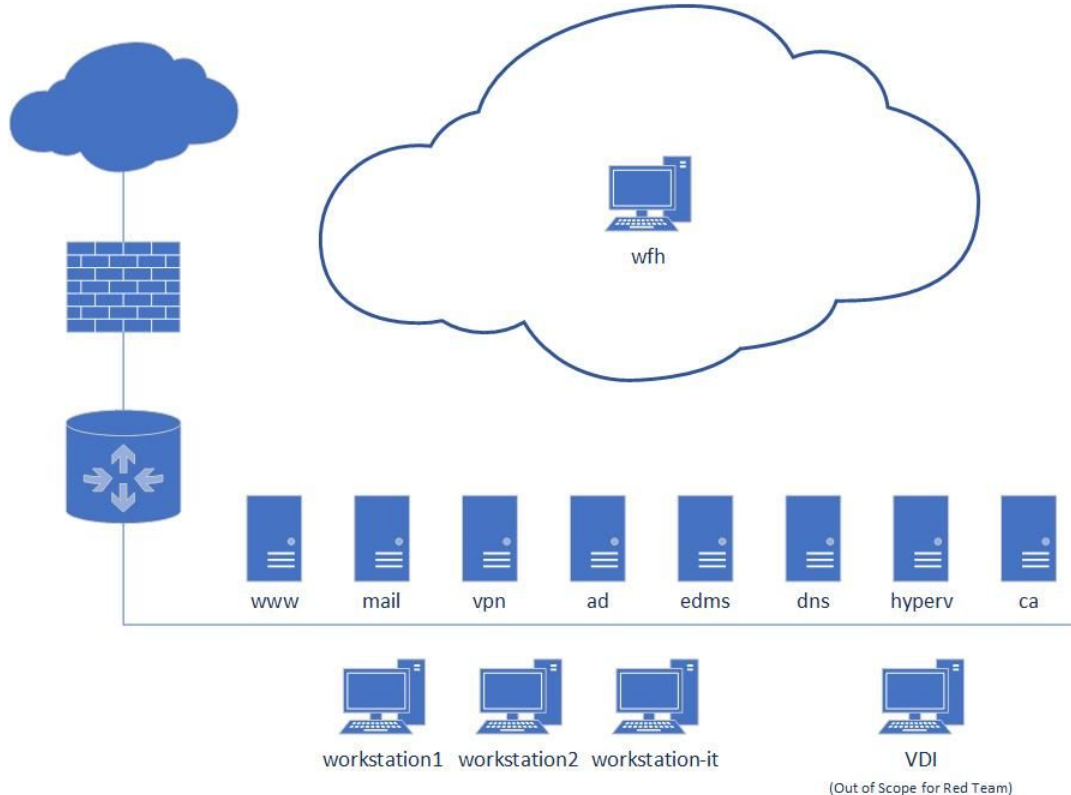 wfh
www mail vpn ad edms dns hyperv ca
workstation1 workstation2 workstation-it VDI
(Out of Scope for Red Team)